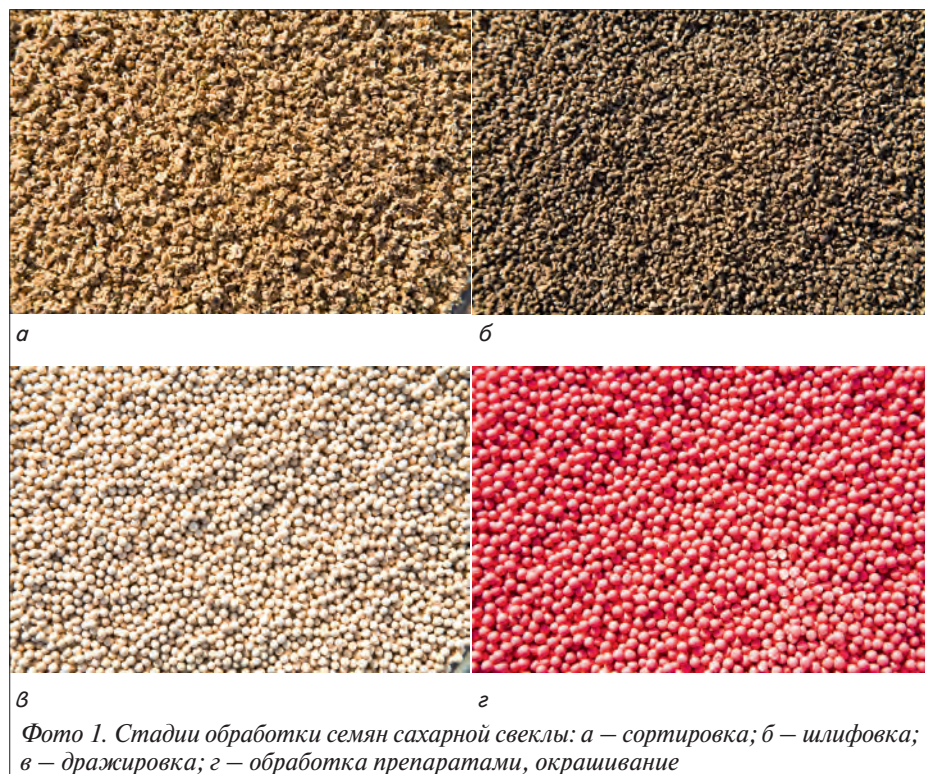 а
б
в
г
Фото 1. Стадии обработки семян сахарной свеклы: а – сортировка; б – шлифовка;
в – дражировка; г – обработка препаратами, окрашивание